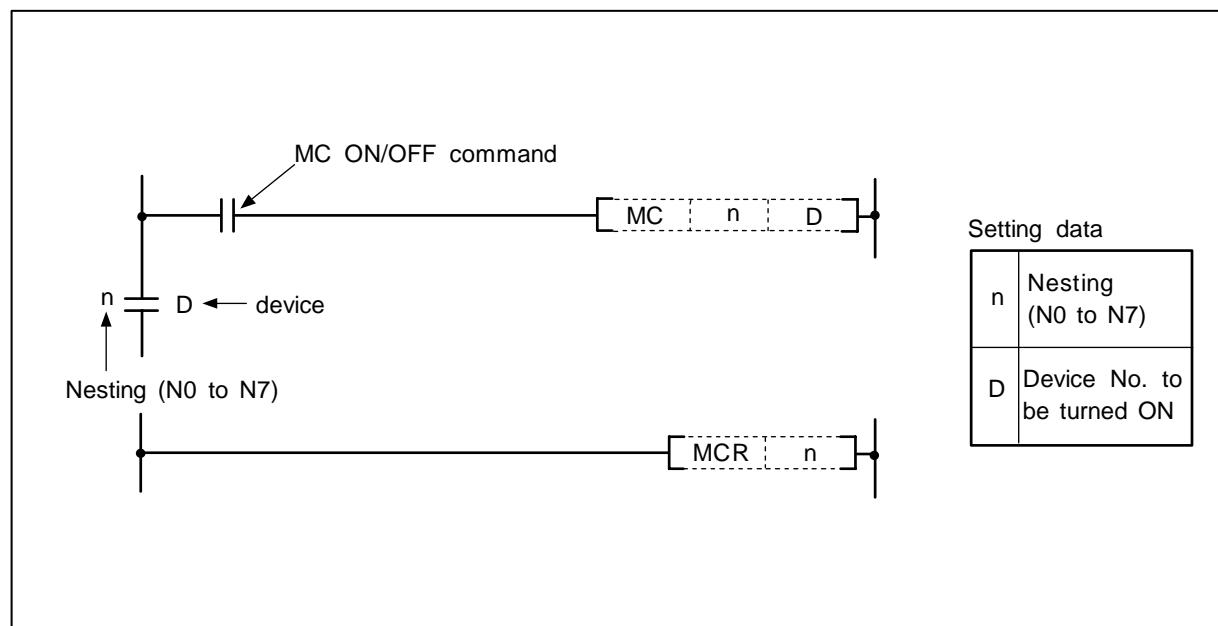 MC ON/OFF command
MC n D
n D device
Nesting (N0 to N7)
MCR n
Setting data
n Nesting
(N0 to N7)
D Device No. to
be turned ON